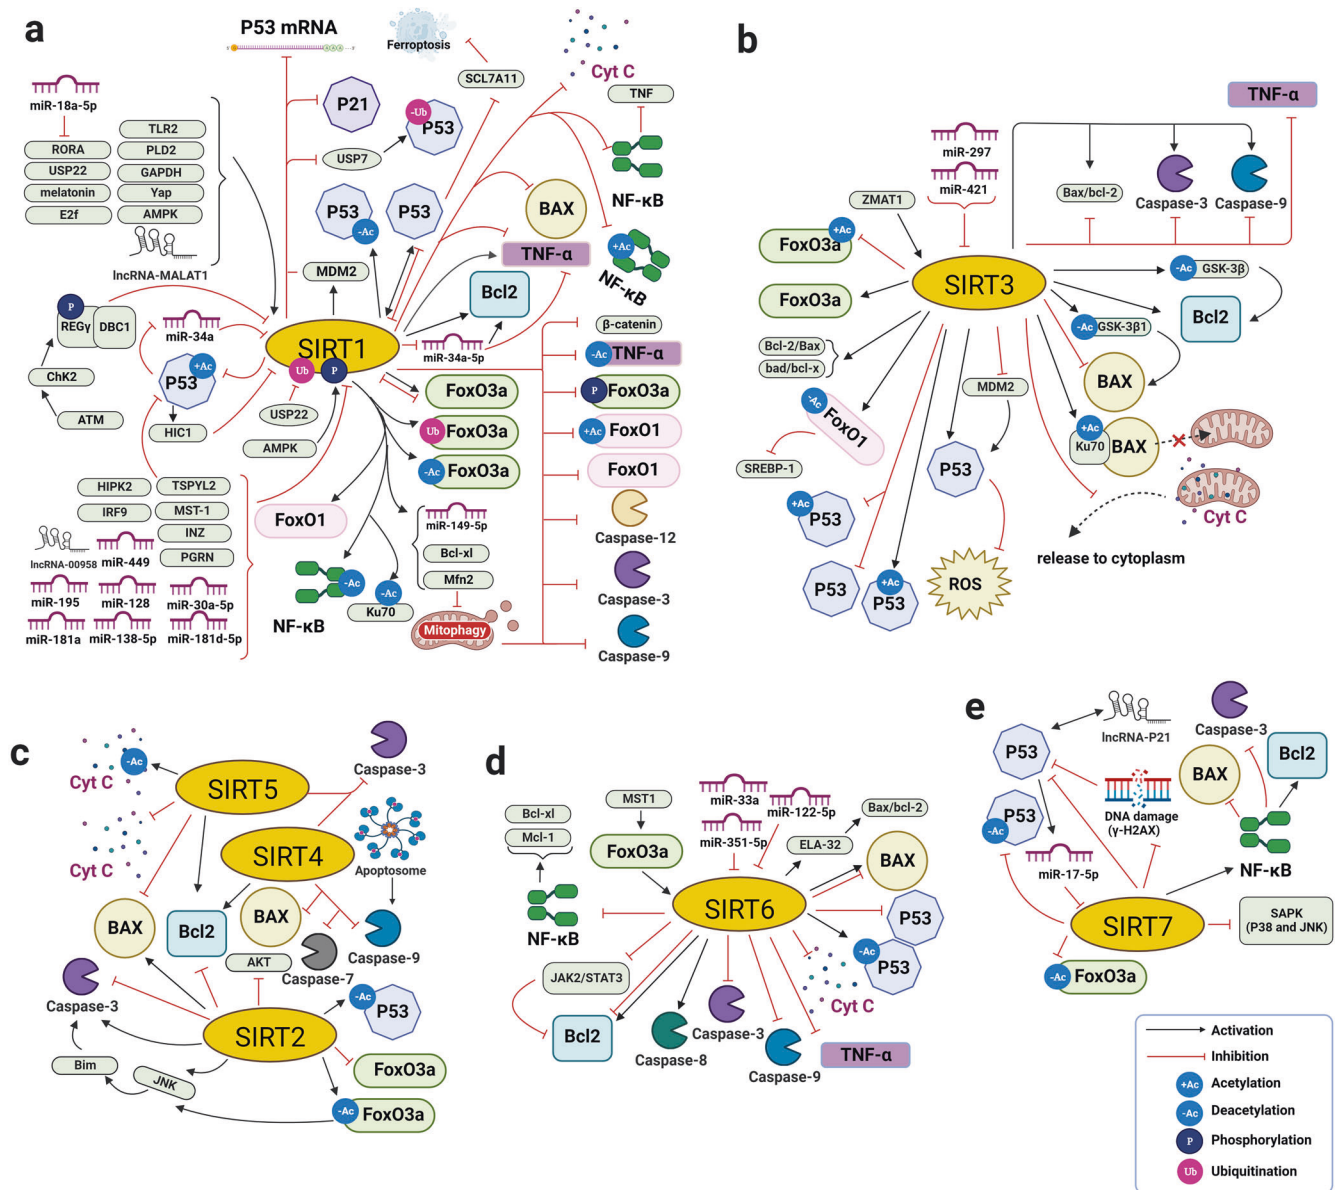 a
P53 mRNA
Ferroptosis
SCL7A11
Cyt C
TNF
miR-18a-5p
RORA
USP22
melatonin
E2f
TLR2
PLD2
GAPDH
Yap
AMPK
lncRNA-MALAT1
P21
USP7
-Ub
P53
NF-κB
P53
-Ac
P53
BAX
TNF-α
+Ac
NF-κB
MDM2
Bcl2
P
REGγ
DBC1
miR-34a
SIRT1
miR-34a-5p
Ub
P
P53
+Ac
ChK2
ATM
HIC1
USP22
AMPK
FoxO3a
Ub
FoxO3a
-Ac
FoxO3a
β-catenin
-Ac
TNF-α
P
FoxO3a
+Ac
FoxO1
FoxO1
Caspase-12
Caspase-3
Caspase-9
HIPK2
IRF9
TSPYL2
MST-1
INZ
PGRN
lncRNA-00958
miR-449
miR-195
miR-128
miR-30a-5p
miR-181a
miR-138-5p
miR-181d-5p
FoxO1
miR-149-5p
Bcl-xl
Mfn2
-Ac
NF-κB
-Ac
Ku70
Mitophagy
b
TNF-α
miR-297
miR-421
ZMAT1
Bax/bcl-2
Caspase-3
Caspase-9
+Ac
FoxO3a
FoxO3a
SIRT3
-Ac
GSK-3β
-Ac
GSK-3β1
Bcl2
Bcl-2/Bax
bad/bcl-x
MDM2
BAX
-Ac
FoxO1
SREBP-1
+Ac
Ku70
BAX
P53
+Ac
P53
Cyt C
release to cytoplasm
P53
+Ac
P53
ROS
c
-Ac
Cyt C
SIRT5
Caspase-3
Cyt C
SIRT4
Apoptosome
BAX
Bcl2
BAX
AKT
Caspase-7
Caspase-9
Caspase-3
-Ac
P53
SIRT2
Bim
JNK
FoxO3a
-Ac
FoxO3a
d
Bcl-xl
Mcl-1
MST1
miR-33a
miR-122-5p
miR-351-5p
Bax/bcl-2
ELA-32
FoxO3a
BAX
SIRT6
NF-κB
P53
-Ac
P53
JAK2/STAT3
Cyt C
Bcl2
Caspase-8
Caspase-3
Caspase-9
TNF-α
e
lncRNA-P21
Caspase-3
P53
BAX
Bcl2
P53
-Ac
DNA damage
(γ-H2AX)
miR-17-5p
NF-κB
SIRT7
SAPK
(P38 and JNK)
-Ac
FoxO3a
Activation
Inhibition
+Ac
Acetylation
-Ac
Deacetylation
P
Phosphorylation
Ub
Ubiquitination